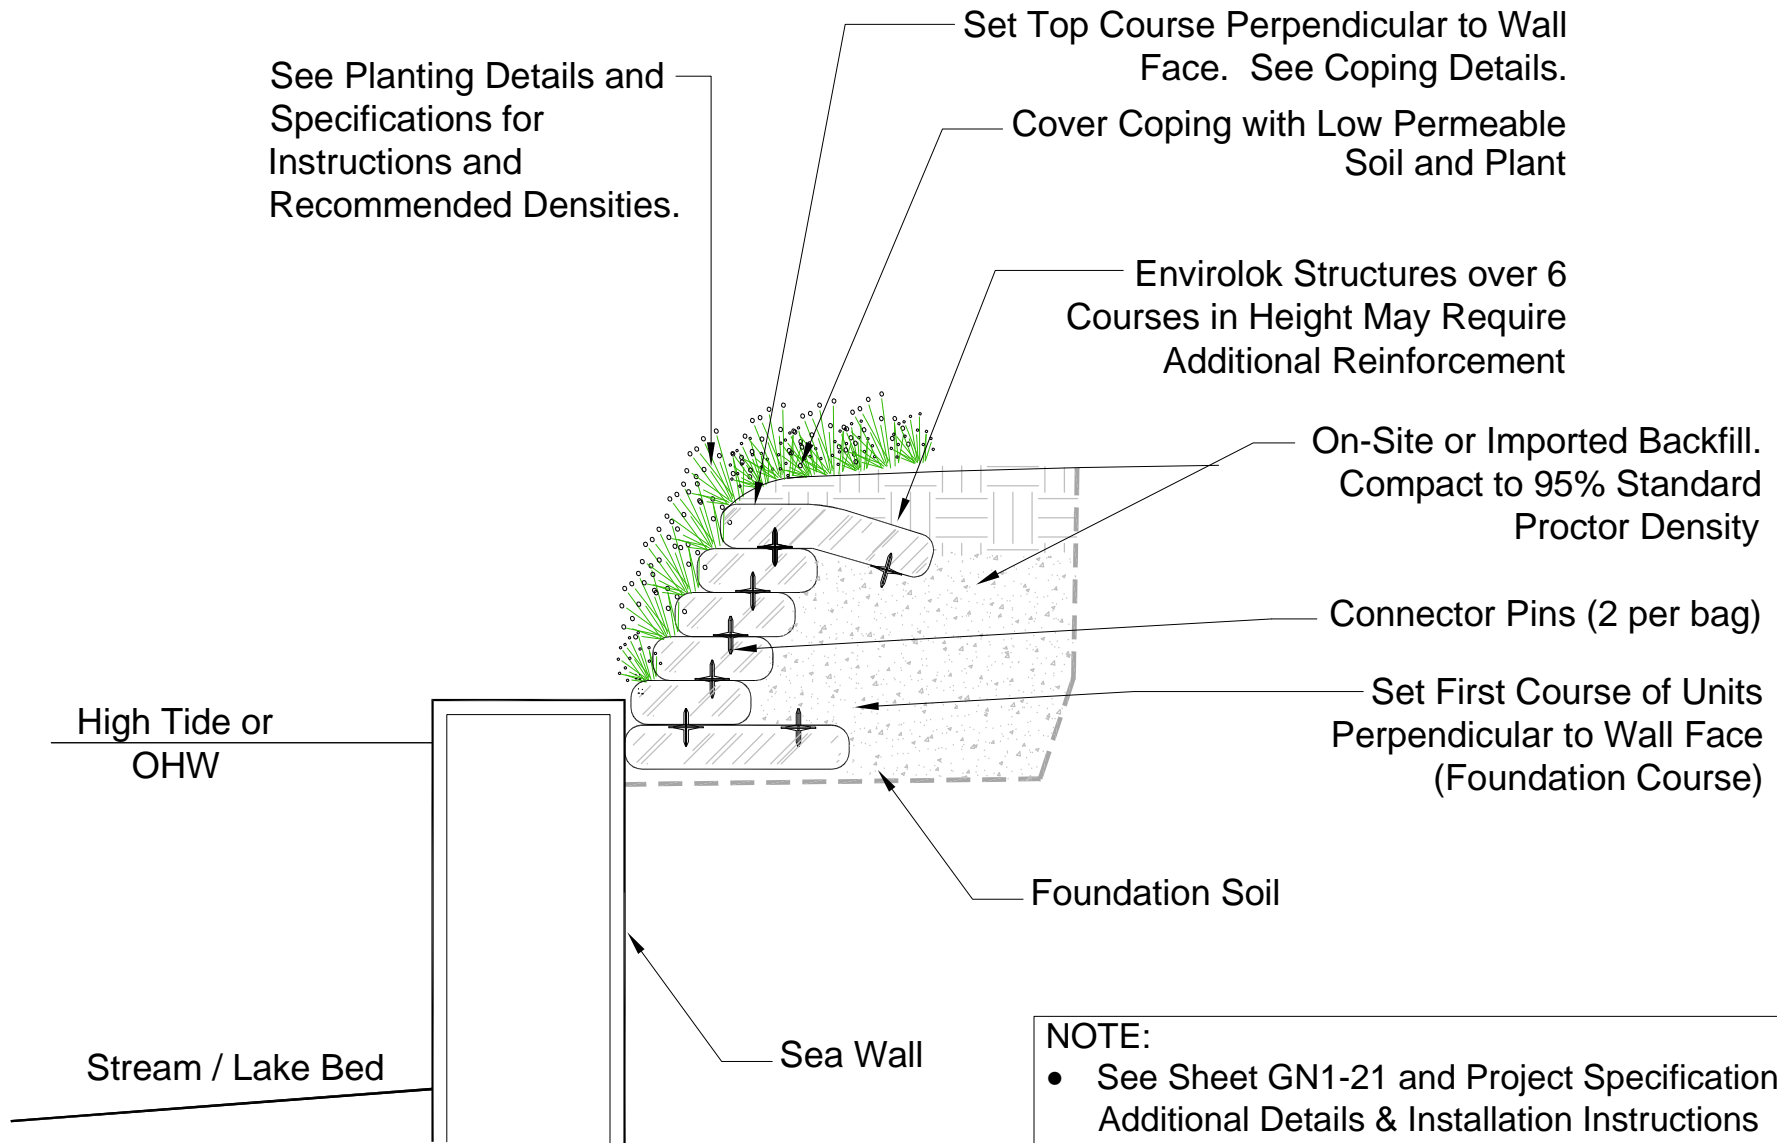 Set Top Course Perpendicular to Wall
Face.  See Coping Details.
See Planting Details and
Specifications for
Instructions and
Recommended Densities.
Cover Coping with Low Permeable
Soil and Plant
Envirolok Structures over 6
Courses in Height May Require
Additional Reinforcement
On-Site or Imported Backfill.
Compact to 95% Standard
Proctor Density
Connector Pins (2 per bag)
Set First Course of Units
Perpendicular to Wall Face
(Foundation Course)
High Tide or
OHW
Foundation Soil
Sea Wall
Stream / Lake Bed
NOTE:
• See Sheet GN1-21 and Project Specification
Additional Details & Installation Instructions